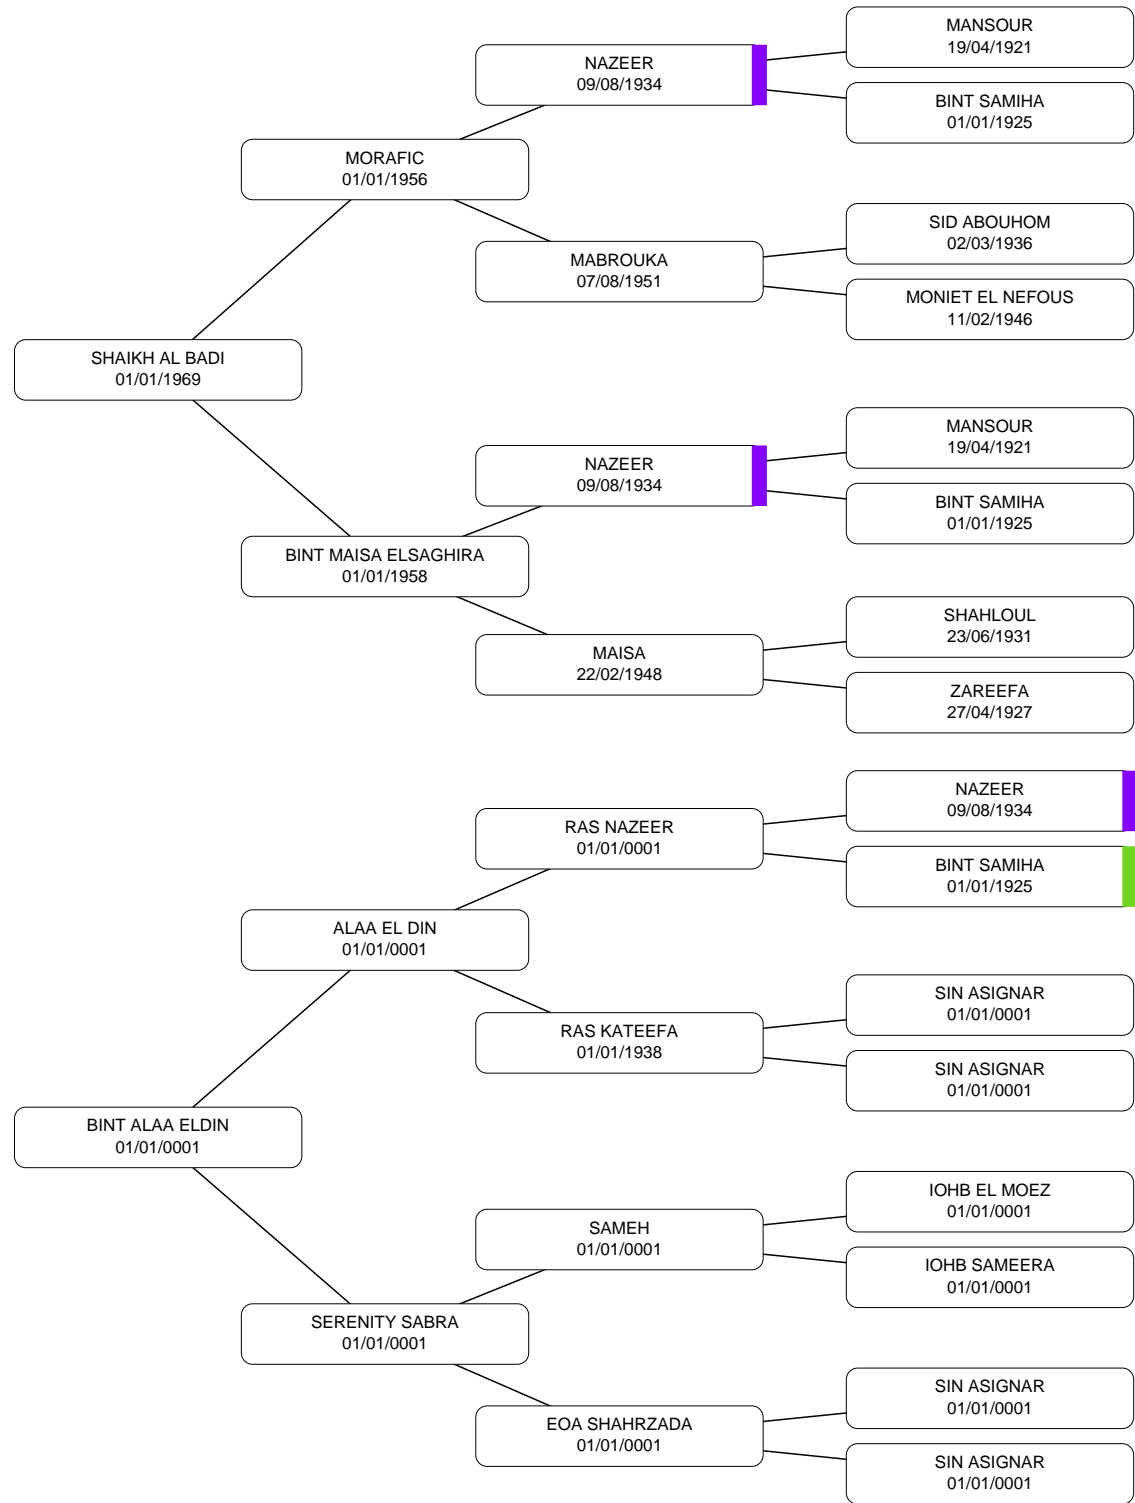 MANSOUR
19/04/1921
NAZEER
09/08/1934
BINT SAMIHA
01/01/1925
MORAFIC
01/01/1956
SID ABOUHOM
02/03/1936
MABROUKA
07/08/1951
MONIET EL NEFOUS
11/02/1946
SHAIKH AL BADI
01/01/1969
MANSOUR
19/04/1921
NAZEER
09/08/1934
BINT SAMIHA
01/01/1925
BINT MAISA ELSAGHIRA
01/01/1958
SHAHLOUL
23/06/1931
MAISA
22/02/1948
ZAREEFA
27/04/1927
NAZEER
09/08/1934
RAS NAZEER
01/01/0001
BINT SAMIHA
01/01/1925
ALAA EL DIN
01/01/0001
SIN ASIGNAR
01/01/0001
RAS KATEEFA
01/01/1938
SIN ASIGNAR
01/01/0001
BINT ALAA ELDIN
01/01/0001
IOHB EL MOEZ
01/01/0001
SAMEH
01/01/0001
IOHB SAMEERA
01/01/0001
SERENITY SABRA
01/01/0001
SIN ASIGNAR
01/01/0001
EOA SHAHRZADA
01/01/0001
SIN ASIGNAR
01/01/0001